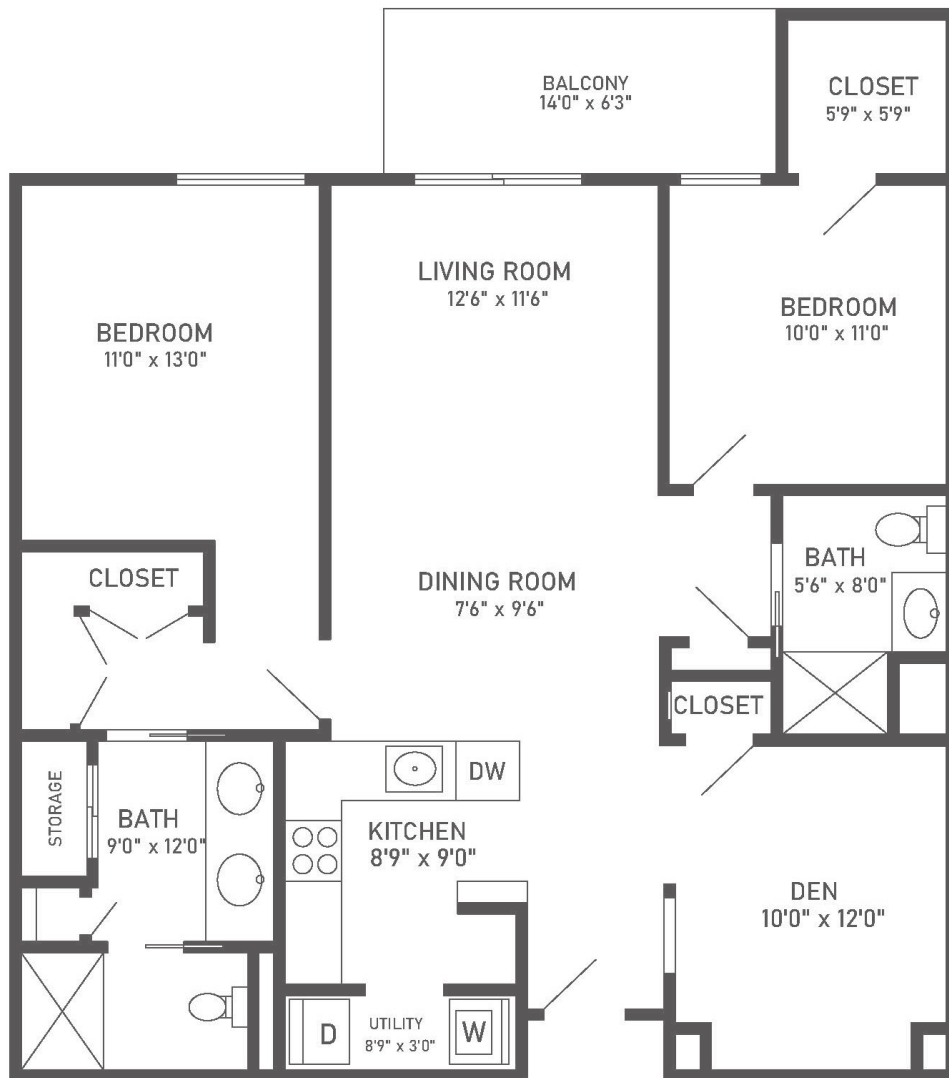 BALCONY
14'0" x 6'3"
CLOSET
5'9" x 5'9"
LIVING ROOM
12'6" x 11'6"
BEDROOM
10'0" x 11'0"
BEDROOM
11'0" x 13'0"
CLOSET
DINING ROOM
7'6" x 9'6"
BATH
5'6" x 8'0"
CLOSET
STORAGE
BATH
9'0" x 12'0"
DW
KITCHEN
8'9" x 9'0"
DEN
10'0" x 12'0"
D
UTILITY
8'9" x 3'0"
W